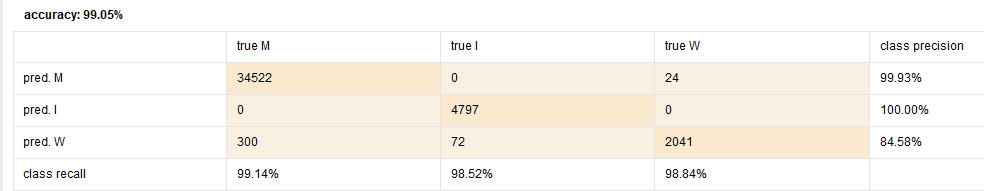 accuracy: 99.05%
true M true I true W class precision
pred. M 34522 0 24 99.93%
pred. I 0 4797 0 100.00%
pred. W 300 72 2041 84.58%
class recall 99.14% 98.52% 98.84%